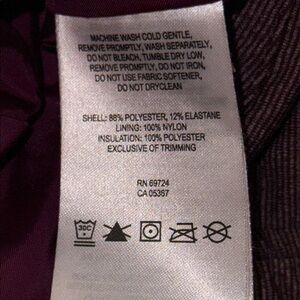 MACHINE WASH COLD GENTLE,
REMOVE PROMPTLY, WASH SEPARATELY,
DO NOT BLEACH, TUMBLE DRY LOW,
REMOVE PROMPTLY, DO NOT IRON,
DO NOT USE FABRIC SOFTENER,
DO NOT DRYCLEAN
SHELL: 88% POLYESTER, 12% ELASTANE
LINING: 100% NYLON
INSULATION: 100% POLYESTER
EXCLUSIVE OF TRIMMING
RN 69724
CA 05387
30C